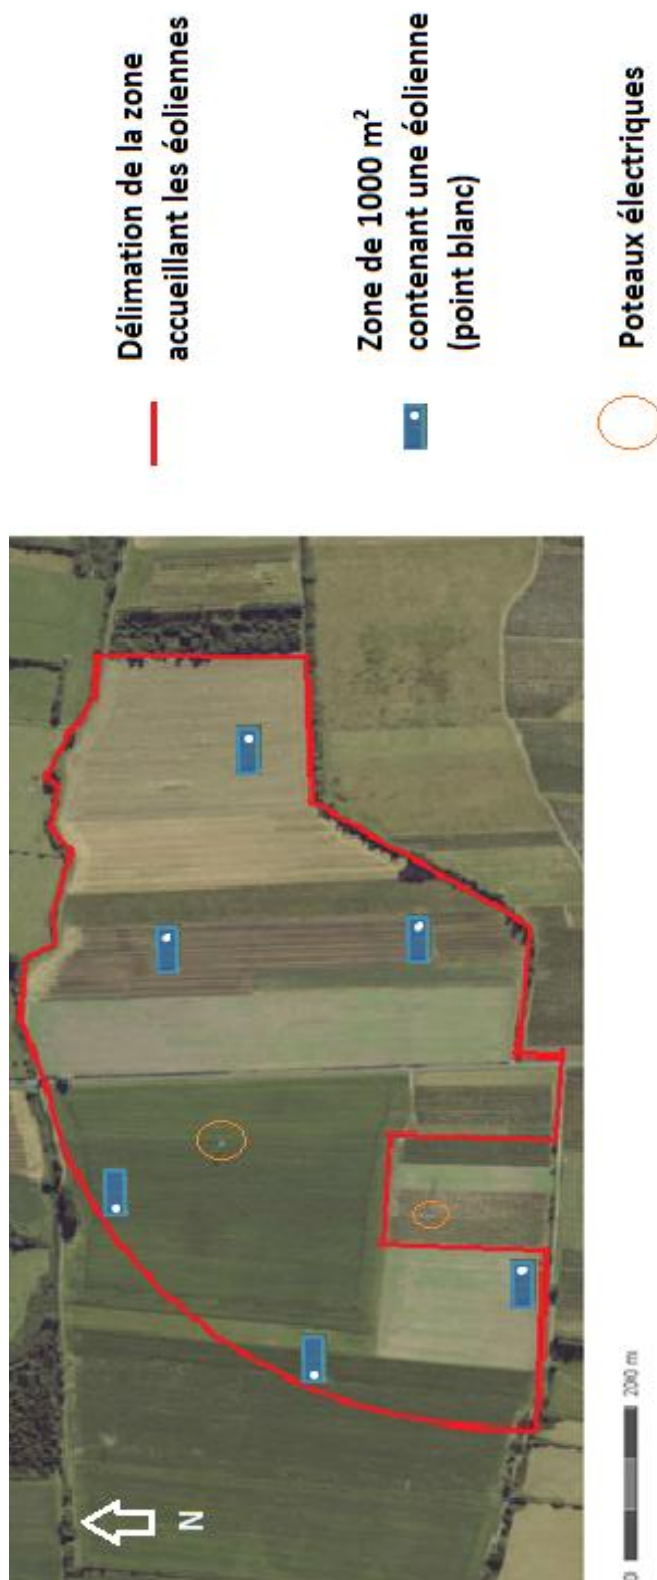 Délimation de la zone
accueillant les éoliennes
Zone de 1000 m²
contenant une éolienne
(point blanc)
Poteaux électriques
N
0
200 m